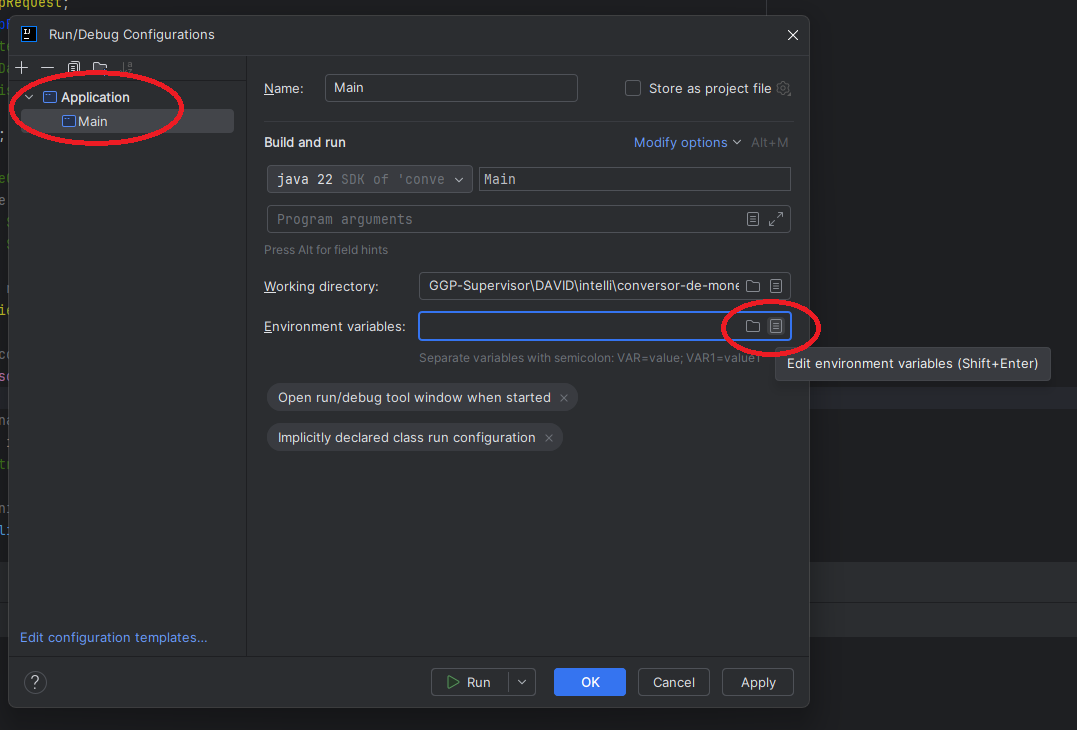 pRequest;
Run/Debug Configurations
Application
Main
Name: Main Store as project file
Build and run Modify options Alt+M
java 22 SDK of 'conve Main
Program arguments
Press Alt for field hints
Working directory: GGP-Supervisor\DAVID\intelli\conversor-de-mone
Environment variables:
Separate variables with semicolon: VAR=value; VAR1=value1
Edit environment variables (Shift+Enter)
Open run/debug tool window when started
Implicitly declared class run configuration
Edit configuration templates...
? Run OK Cancel Apply